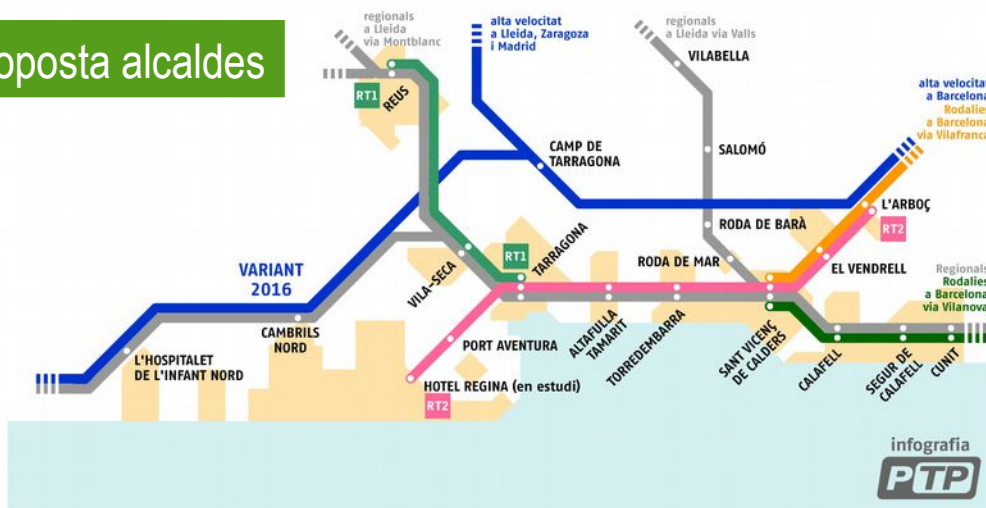 oposta alcaldes
regionals
a Lleida
via Montblanc
alta velocitat
a Lleida, Zaragoza
i Madrid
regionals
a Lleida via Valls
VILABELLA
alta velocitat
a Barcelona
Rodalies
a Barcelona
via Vilafranca
RT1
REUS
CAMP DE
TARRAGONA
SALOMÓ
L'ARBOÇ
RT2
RODA DE BARÀ
RT1
TARRAGONA
VILA-SECA
RODA DE MAR
EL VENDRELL
VARIANT
2016
Regionals
Rodalies
a Barcelona
via Vilanova
CAMBRILS
NORD
PORT AVENTURA
ALTAFULLA
TAMARIT
TORREDEMBARRA
SANT VICENÇ
DE CALDERS
CALAFELL
SEGUR DE
CALAFELL
CUNIT
L'HOSPITALET
DE L'INFANT NORD
HOTEL REGINA (en estudi)
RT2
infografia
PTP